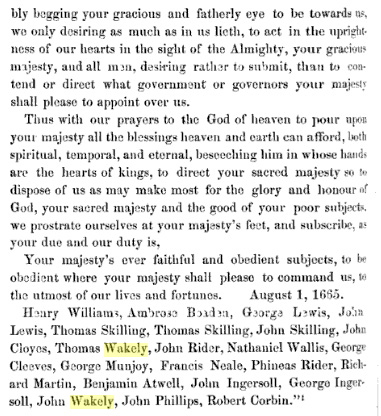 bly begging your gracious and fatherly eye to be towards us,
we only desiring as much as in us lieth, to act in the upright-
ness of our hearts in the sight of the Almighty, your gracious
majesty, and all men, desiring rather to submit, than to con-
tend or direct what government or governors your majesty
shall please to appoint over us.
Thus with our prayers to the God of heaven to pour upon
your majesty all the blessings heaven and earth can afford, both
spiritual, temporal, and eternal, beseeching him in whose hands
are the hearts of kings, to direct your sacred majesty so to
dispose of us as may make most for the glory and honour of
God, your sacred majesty and the good of your poor subjects.
we prostrate ourselves at your majesty's feet, and subscribe, as
your due and our duty is,
Your majesty's ever faithful and obedient subjects, to be
obedient where your majesty shall please to command us, to
the utmost of our lives and fortunes. August 1, 1665.
Henry Williams, Ambrose Boaden, George Lewis, John
Lewis, Thomas Skilling, Thomas Skilling, John Skilling, John
Cloyes, Thomas Wakely, John Rider, Nathaniel Wallis, George
Cleeves, George Munjoy, Francis Neale, Phineas Rider, Rich-
ard Martin, Benjamin Atwell, John Ingersoll, George Inger-
soll, John Wakely, John Phillips, Robert Corbin."¹